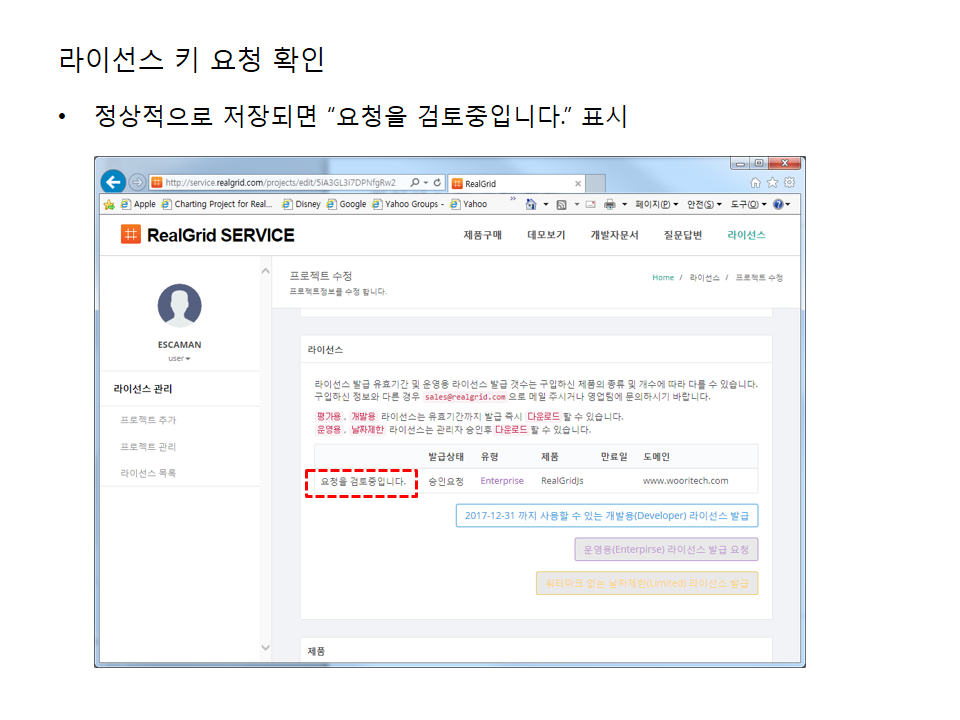 라이선스 키 요청 확인
• 정상적으로 저장되면 “요청을 검토중입니다.” 표시
http://service.realgrid.com/projects/edit/5IA3GL3i7DPNfgRw2
RealGrid
Apple
Charting Project for Real...
Disney
Google
Yahoo Groups -
Yahoo
페이지(P)
안전(S)
도구(O)
RealGrid SERVICE
제품구매
데모보기
개발자문서
질문답변
라이선스
프로젝트 수정
Home / 라이선스 / 프로젝트 수정
프로젝트정보를 수정 합니다.
ESCAMAN
user
라이선스 관리
프로젝트 추가
프로젝트 관리
라이선스 목록
라이선스
라이선스 발급 유효기간 및 운영용 라이선스 발급 갯수는 구입하신 제품의 종류 및 개수에 따라 다를 수 있습니다.
구입하신 정보와 다른 경우 sales@realgrid.com 으로 메일 주시거나 영업팀에 문의하시기 바랍니다.
평가용, 개발용 라이선스는 유효기간까지 발급 즉시 다운로드 할 수 있습니다.
운영용, 날짜제한 라이선스는 관리자 승인후 다운로드 할 수 있습니다.
발급상태 유형 제품 만료일 도메인
요청을 검토중입니다. 승인요청 Enterprise RealGridJs www.wooritech.com
2017-12-31 까지 사용할 수 있는 개발용(Developer) 라이선스 발급
운영용(Enterpirse) 라이선스 발급 요청
워터마크 없는 날짜제한(Limited) 라이선스 발급
제품